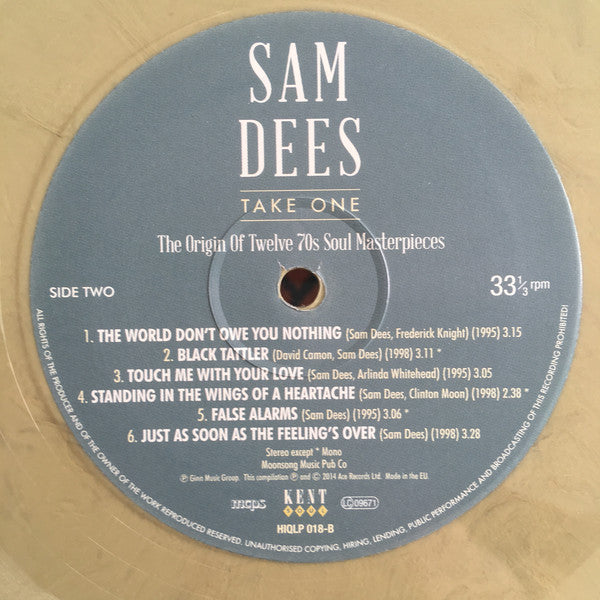 SAM
DEES
TAKE ONE
The Origin Of Twelve 70s Soul Masterpieces
SIDE TWO
33⅓ rpm
1. THE WORLD DON'T OWE YOU NOTHING (Sam Dees, Frederick Knight) (1995) 3.15
2. BLACK TATTLER (David Camon, Sam Dees) (1998) 3.11 *
3. TOUCH ME WITH YOUR LOVE (Sam Dees, Arlinda Whitehead) (1995) 3.05
4. STANDING IN THE WINGS OF A HEARTACHE (Sam Dees, Clinton Moon) (1998) 2.38 *
5. FALSE ALARMS (Sam Dees) (1995) 3.06 *
6. JUST AS SOON AS THE FEELING'S OVER (Sam Dees) (1998) 3.28
Stereo except * Mono
Moonsong Music Pub Co
℗ Ginn Music Group. This compilation ℗ and © 2014 Ace Records Ltd. Made in the EU.
mcps
KENT
SOUL
LC 09671
HIQLP 018-B
ALL RIGHTS OF THE PRODUCER AND OF THE OWNER OF THE WORK REPRODUCED RESERVED. UNAUTHORISED COPYING, HIRING, LENDING, PUBLIC PERFORMANCE AND BROADCASTING OF THIS RECORDING PROHIBITED!